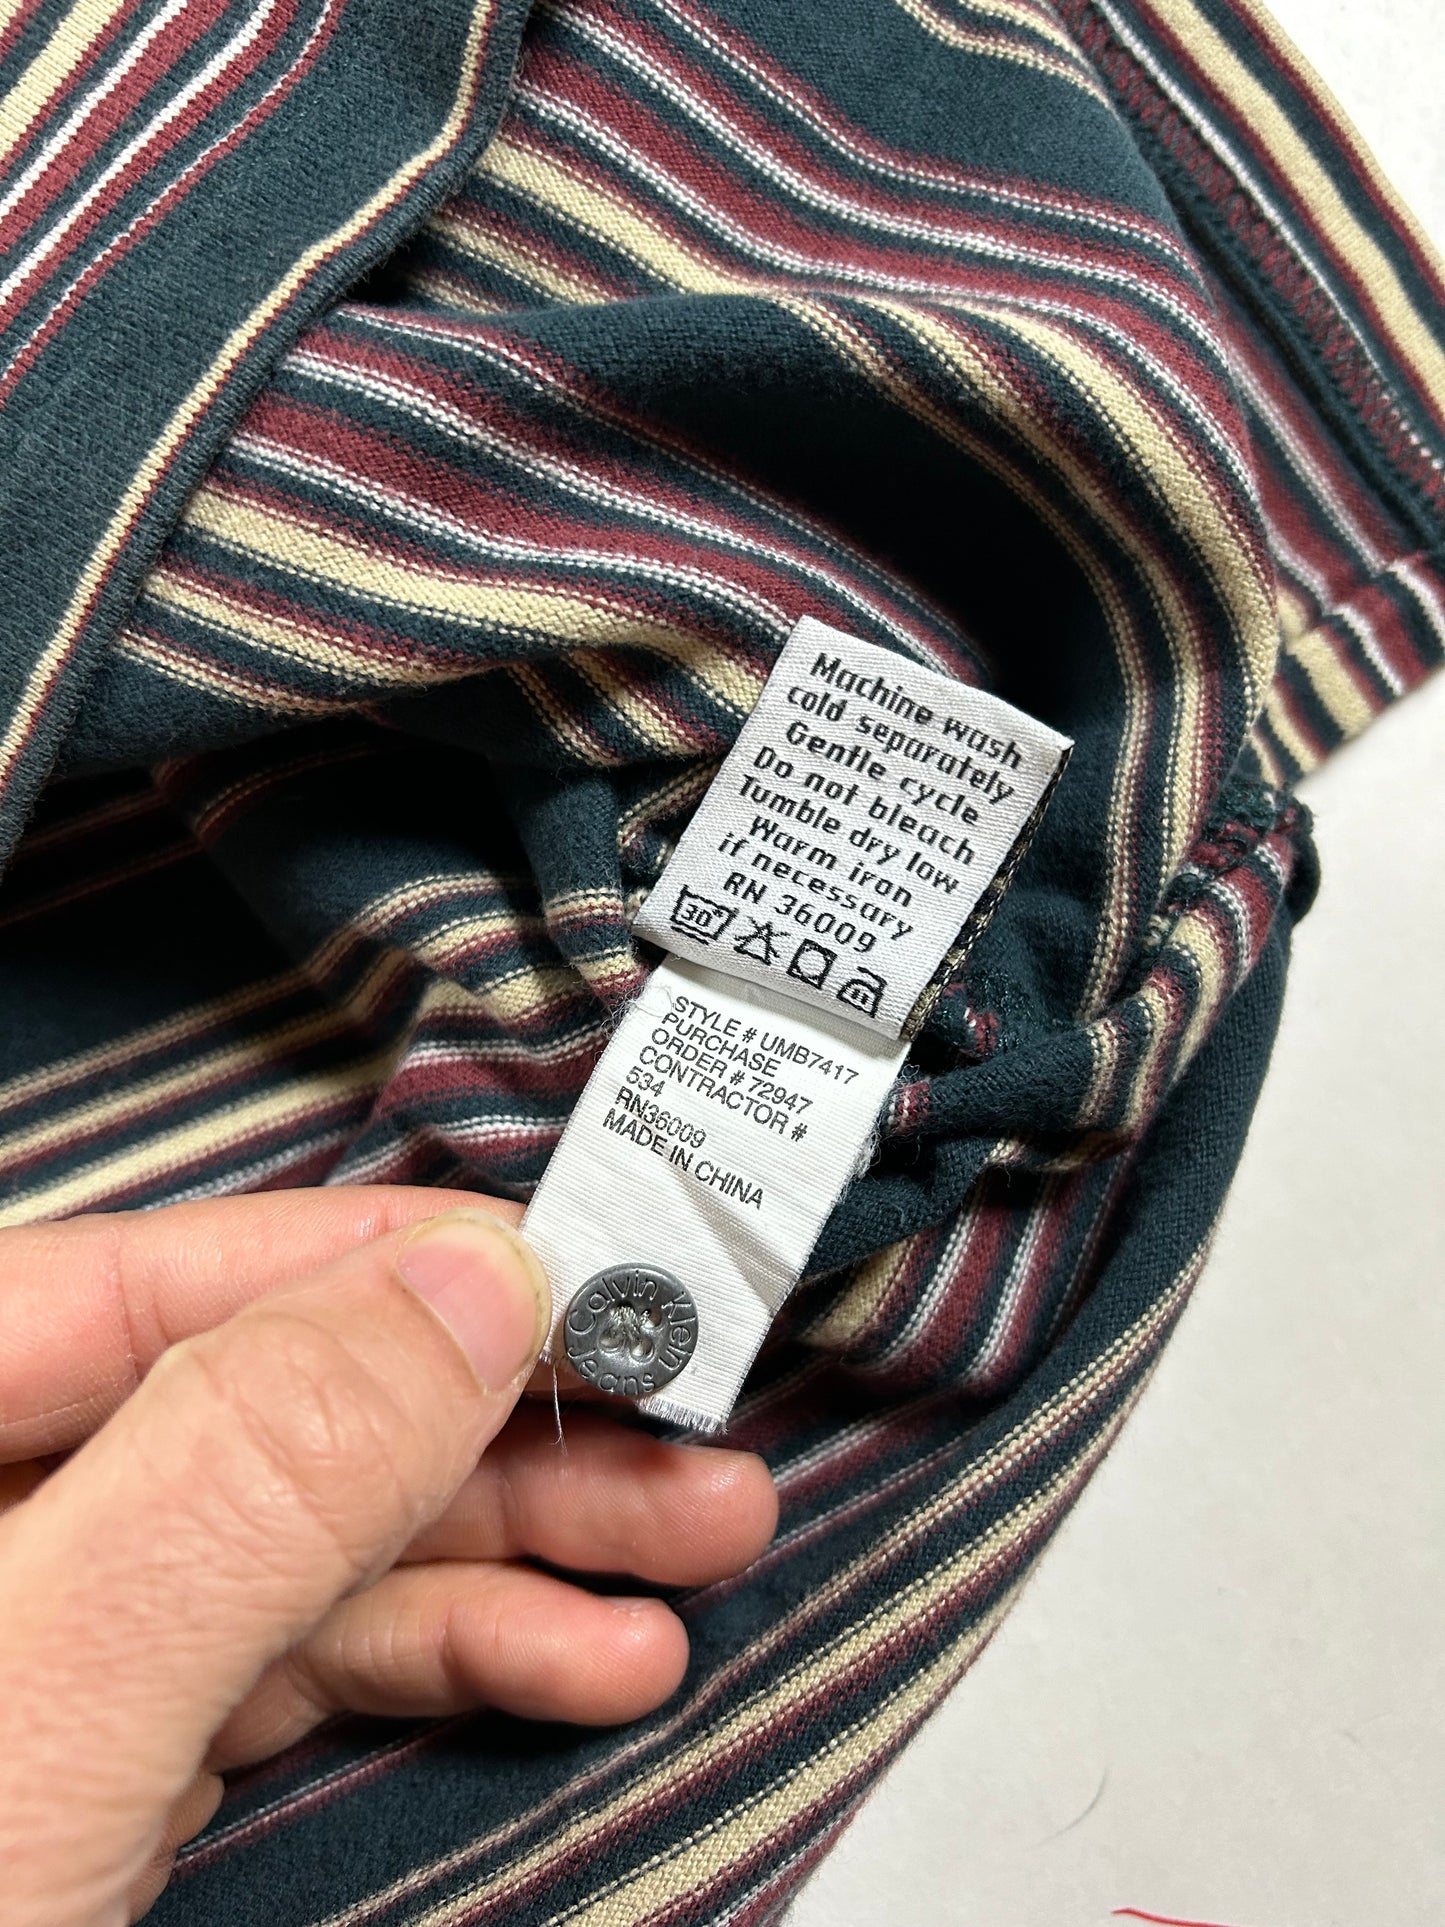 Machine wash
cold separately
Gentle cycle
Do not bleach
Tumble dry low
Warm iron
if necessary
RN 36009
30°
STYLE # UMB7417
PURCHASE
ORDER # 72947
CONTRACTOR #
534
RN36009
MADE IN CHINA
Calvin Klein
Jeans